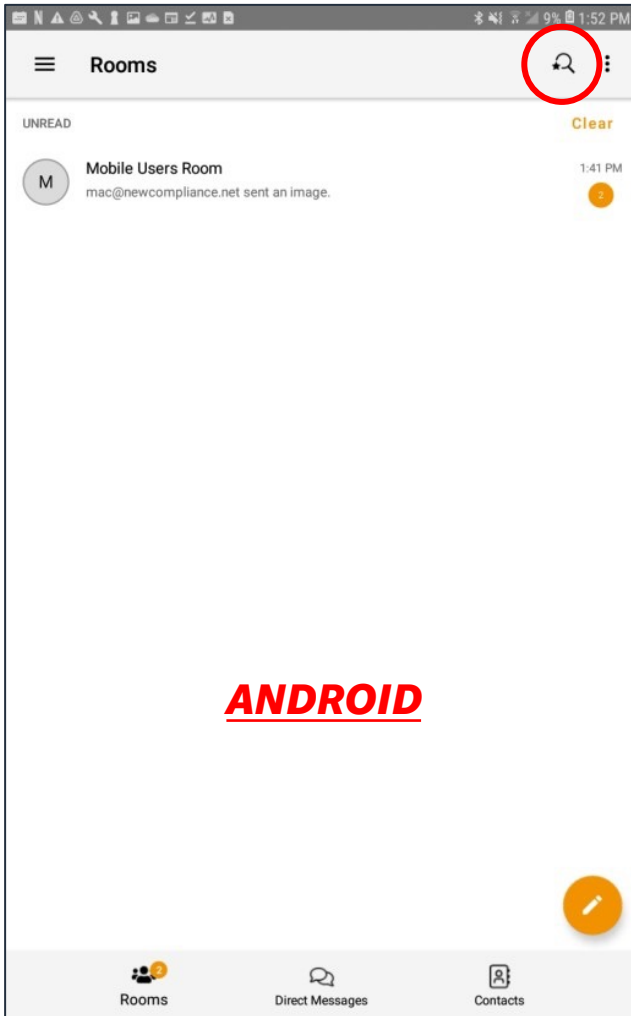 9% 1:52 PM
Rooms
UNREAD Clear
Mobile Users Room 1:41 PM
M
mac@newcompliance.net sent an image. 2
ANDROID
2
Rooms Direct Messages Contacts